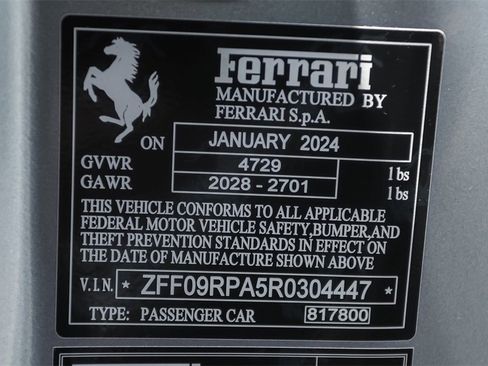 Ferrari
MANUFACTURED BY
FERRARI S.p.A.
ON JANUARY 2024
GVWR 4729 lbs
GAWR 2028 - 2701 lbs
THIS VEHICLE CONFORMS TO ALL APPLICABLE
FEDERAL MOTOR VEHICLE SAFETY,BUMPER,AND
THEFT PREVENTION STANDARDS IN EFFECT ON
THE DATE OF MANUFACTURE SHOWN ABOVE.
V.I.N. * ZFF09RPA5R0304447 *
TYPE: PASSENGER CAR 817800